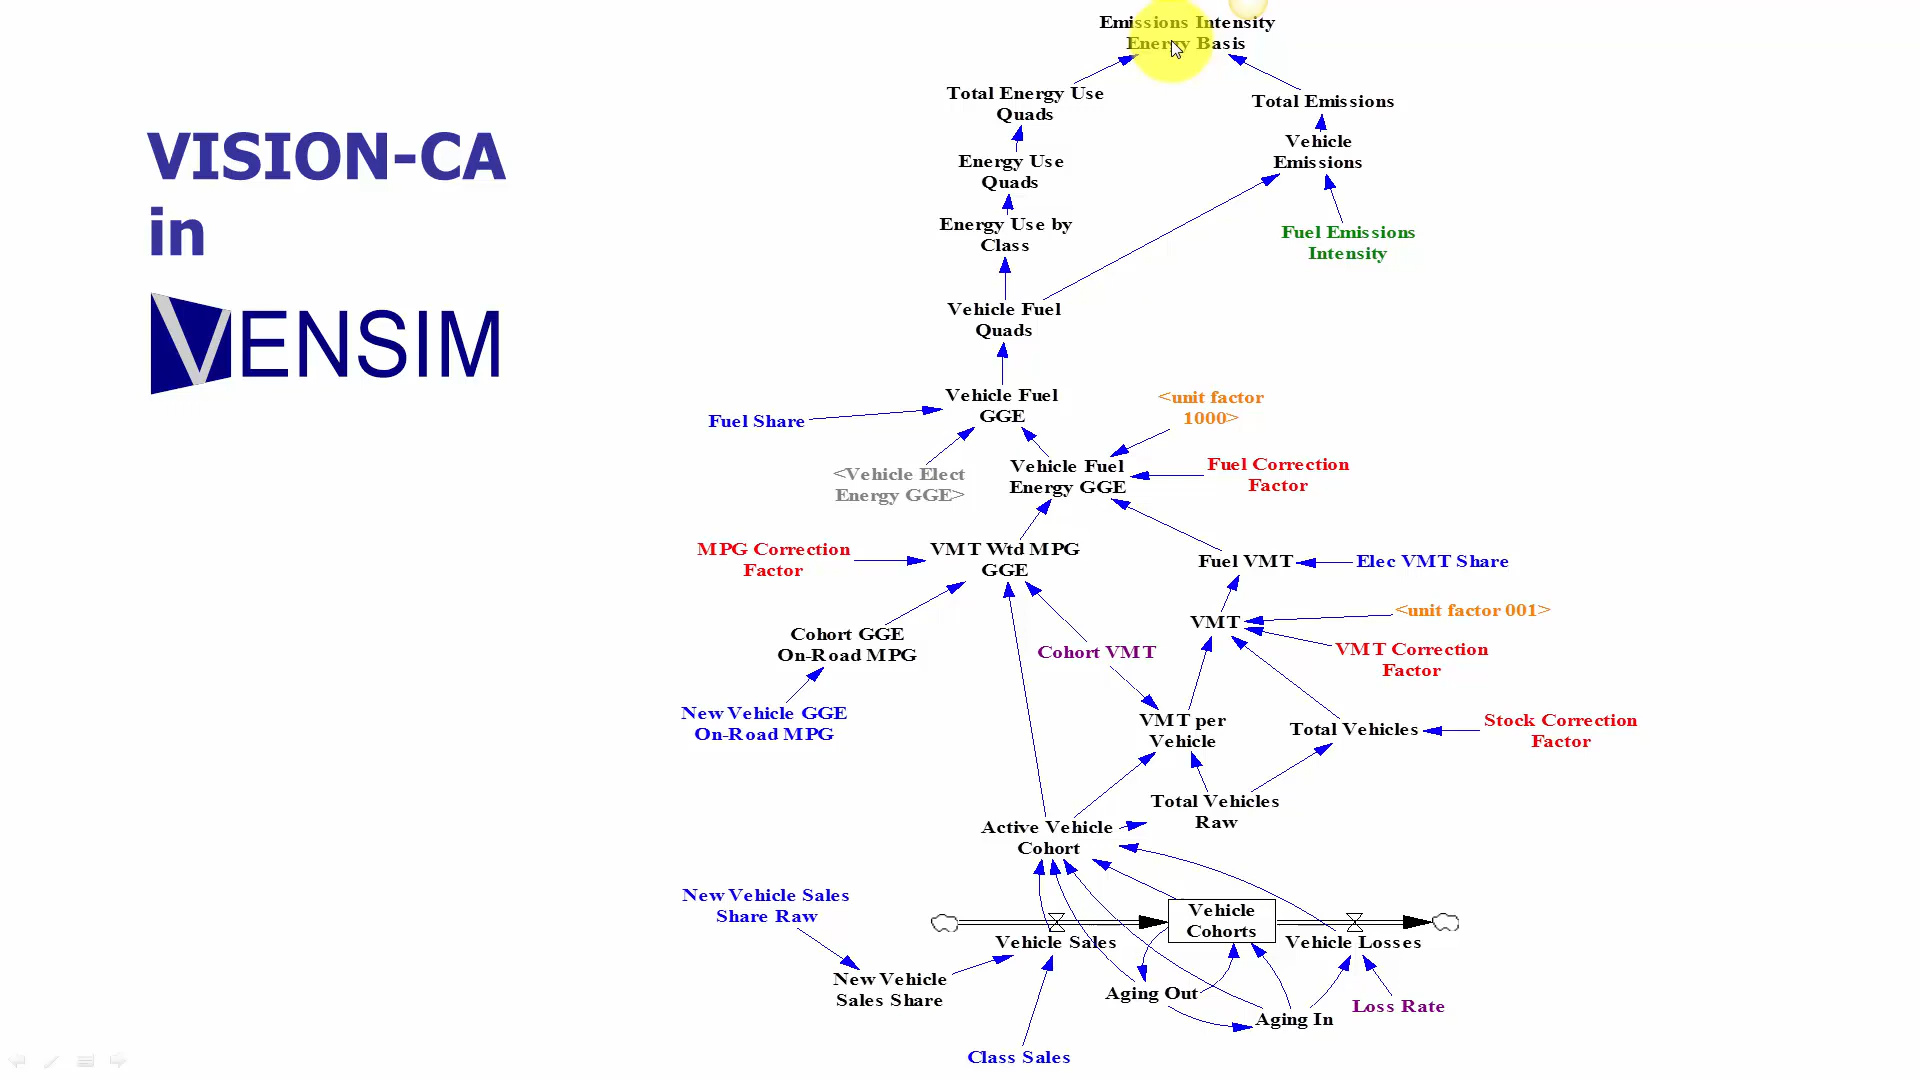 VISION-CA
in
VENSIM
Emissions Intensity
Energy Basis
Total Energy Use
Quads
Total Emissions
Vehicle
Emissions
Energy Use
Quads
Energy Use by
Class
Fuel Emissions
Intensity
Vehicle Fuel
Quads
Vehicle Fuel
GGE
<unit factor
1000>
Fuel Share
<Vehicle Elect
Energy GGE>
Vehicle Fuel
Energy GGE
Fuel Correction
Factor
MPG Correction
Factor
VMT Wtd MPG
GGE
Fuel VMT
Elec VMT Share
<unit factor 001>
VMT
Cohort GGE
On-Road MPG
Cohort VMT
VMT Correction
Factor
New Vehicle GGE
On-Road MPG
VMT per
Vehicle
Total Vehicles
Stock Correction
Factor
Total Vehicles
Raw
Active Vehicle
Cohort
New Vehicle Sales
Share Raw
Vehicle
Cohorts
Vehicle Sales
Vehicle Losses
New Vehicle
Sales Share
Aging Out
Loss Rate
Aging In
Class Sales